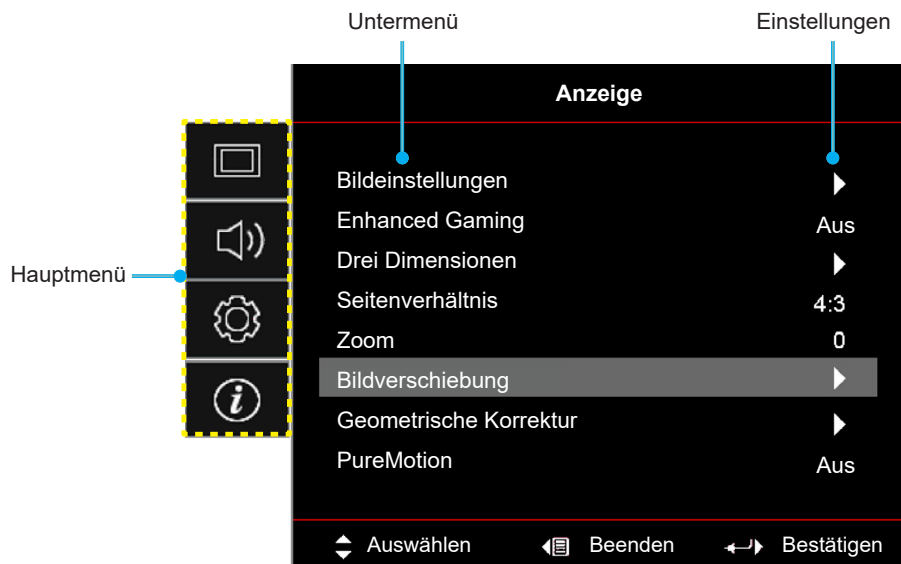 Untermenü Einstellungen
Anzeige
Bildeinstellungen
Enhanced Gaming Aus
Drei Dimensionen
Hauptmenü
Seitenverhältnis 4:3
Zoom 0
Bildverschiebung
Geometrische Korrektur
PureMotion Aus
Auswählen Beenden Bestätigen